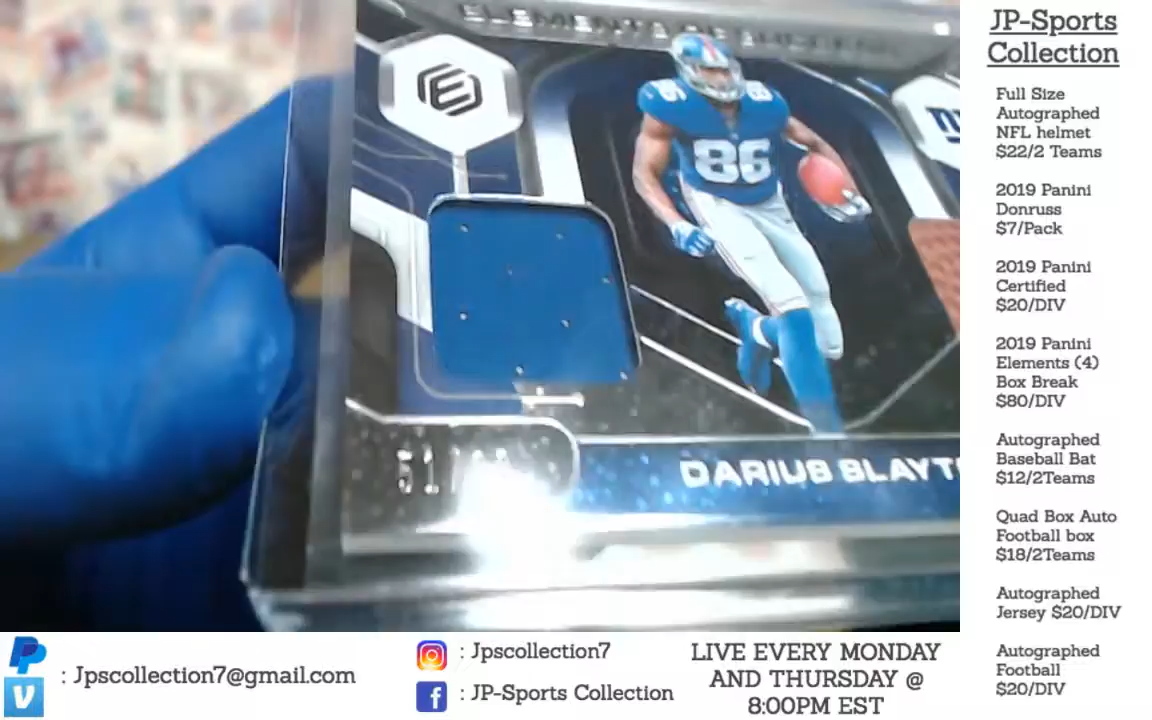 JP-Sports
Collection
Full Size
Autographed
NFL helmet
$22/2 Teams
2019 Panini
Donruss
$7/Pack
2019 Panini
Certified
$20/DIV
2019 Panini
Elements (4)
Box Break
$80/DIV
Autographed
Baseball Bat
$12/2Teams
Quad Box Auto
Football box
$18/2Teams
Autographed
Jersey $20/DIV
Autographed
Football
$20/DIV
86
86
86
DARIUS SLAYT
: Jpscollection7@gmail.com
: Jpscollection7
: JP-Sports Collection
LIVE EVERY MONDAY
AND THURSDAY @
8:00PM EST